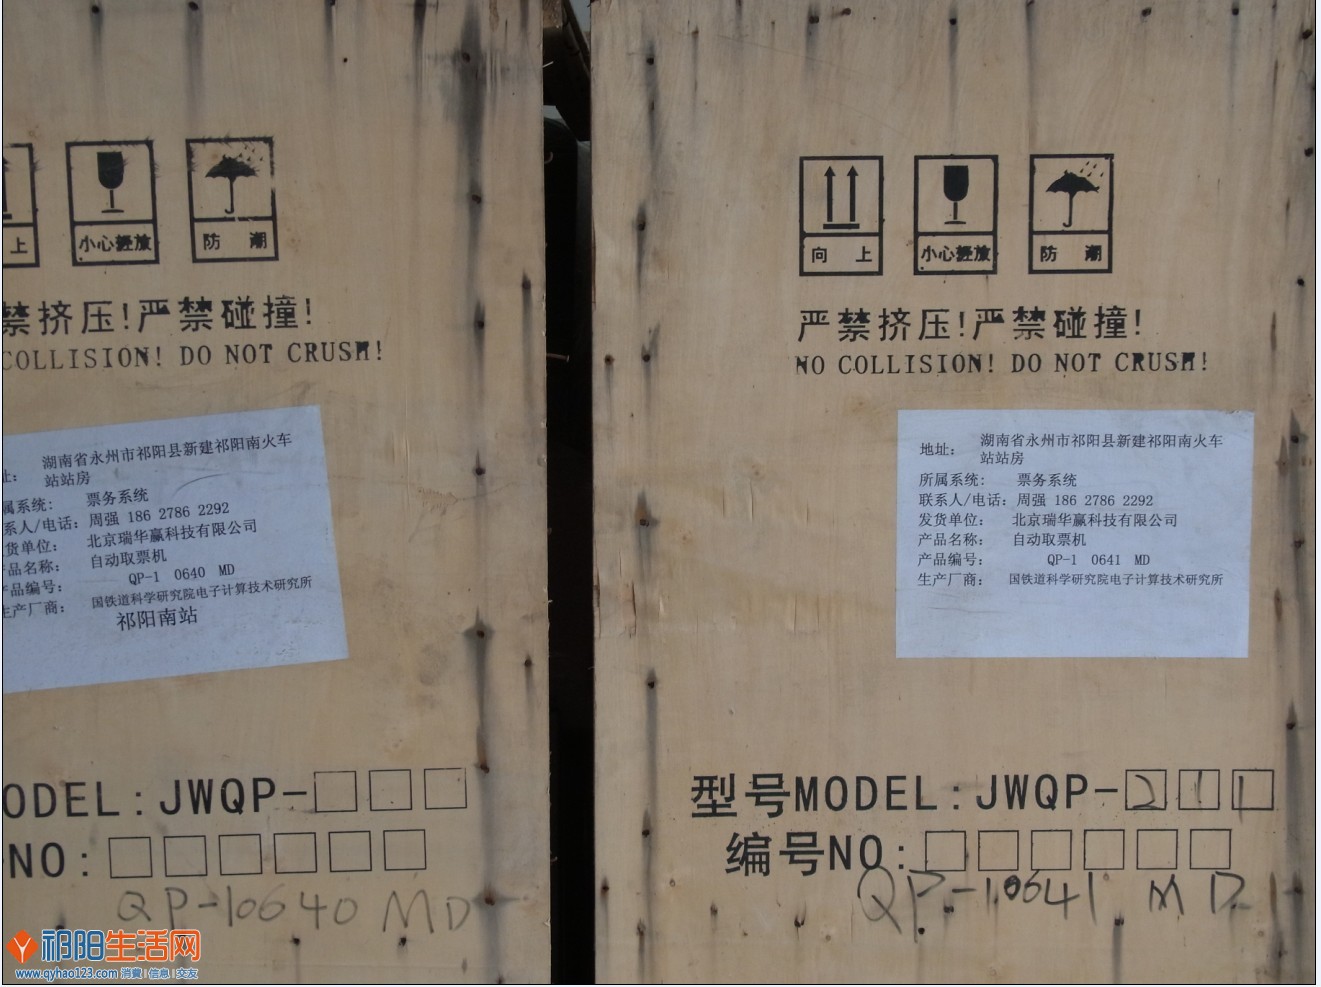 上
小心轻放
防 潮
禁挤压!严禁碰撞!
COLLISION! DO NOT CRUSH!
址: 湖南省永州市祁阳县新建祁阳南火车
站站房
属系统: 票务系统
系人/电话: 周强 186 2786 2292
货单位: 北京瑞华赢科技有限公司
品名称: 自动取票机
产品编号: QP-1 0640 MD
生产厂商: 国铁道科学研究院电子计算技术研究所
祁阳南站
ODEL:JWQP-
NO:
QP-10640 MD
向 上
小心轻放
防 潮
严禁挤压!严禁碰撞!
NO COLLISION! DO NOT CRUSH!
地址: 湖南省永州市祁阳县新建祁阳南火车
站站房
所属系统: 票务系统
联系人/电话: 周强 186 2786 2292
发货单位: 北京瑞华赢科技有限公司
产品名称: 自动取票机
产品编号: QP-1 0641 MD
生产厂商: 国铁道科学研究院电子计算技术研究所
型号MODEL:JWQP-211
编号NO:
QP-10641 MD
祁阳生活网
www.qyhao123.com 消費 | 信息 | 交友